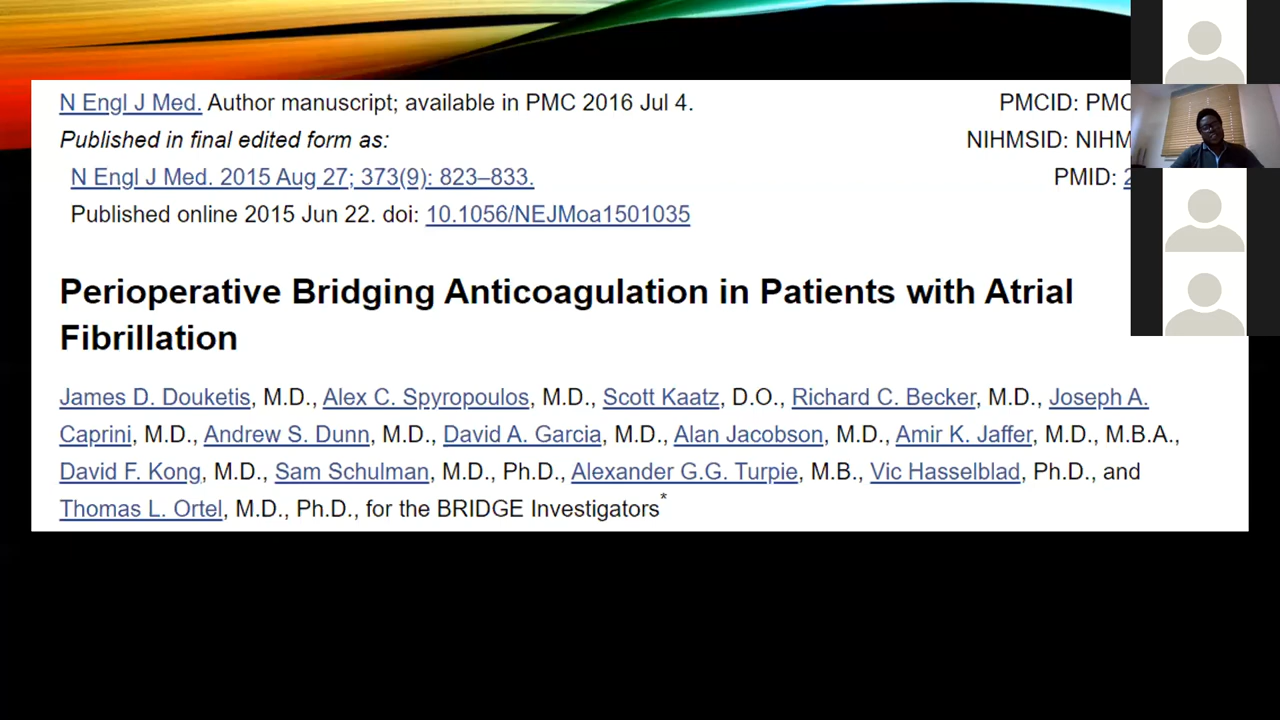 N Engl J Med. Author manuscript; available in PMC 2016 Jul 4. PMCID: PMC
Published in final edited form as: NIHMSID: NIHM
N Engl J Med. 2015 Aug 27; 373(9): 823–833. PMID: 2
Published online 2015 Jun 22. doi: 10.1056/NEJMoa1501035
Perioperative Bridging Anticoagulation in Patients with Atrial
Fibrillation
James D. Douketis, M.D., Alex C. Spyropoulos, M.D., Scott Kaatz, D.O., Richard C. Becker, M.D., Joseph A.
Caprini, M.D., Andrew S. Dunn, M.D., David A. Garcia, M.D., Alan Jacobson, M.D., Amir K. Jaffer, M.D., M.B.A.,
David F. Kong, M.D., Sam Schulman, M.D., Ph.D., Alexander G.G. Turpie, M.B., Vic Hasselblad, Ph.D., and
Thomas L. Ortel, M.D., Ph.D., for the BRIDGE Investigators*